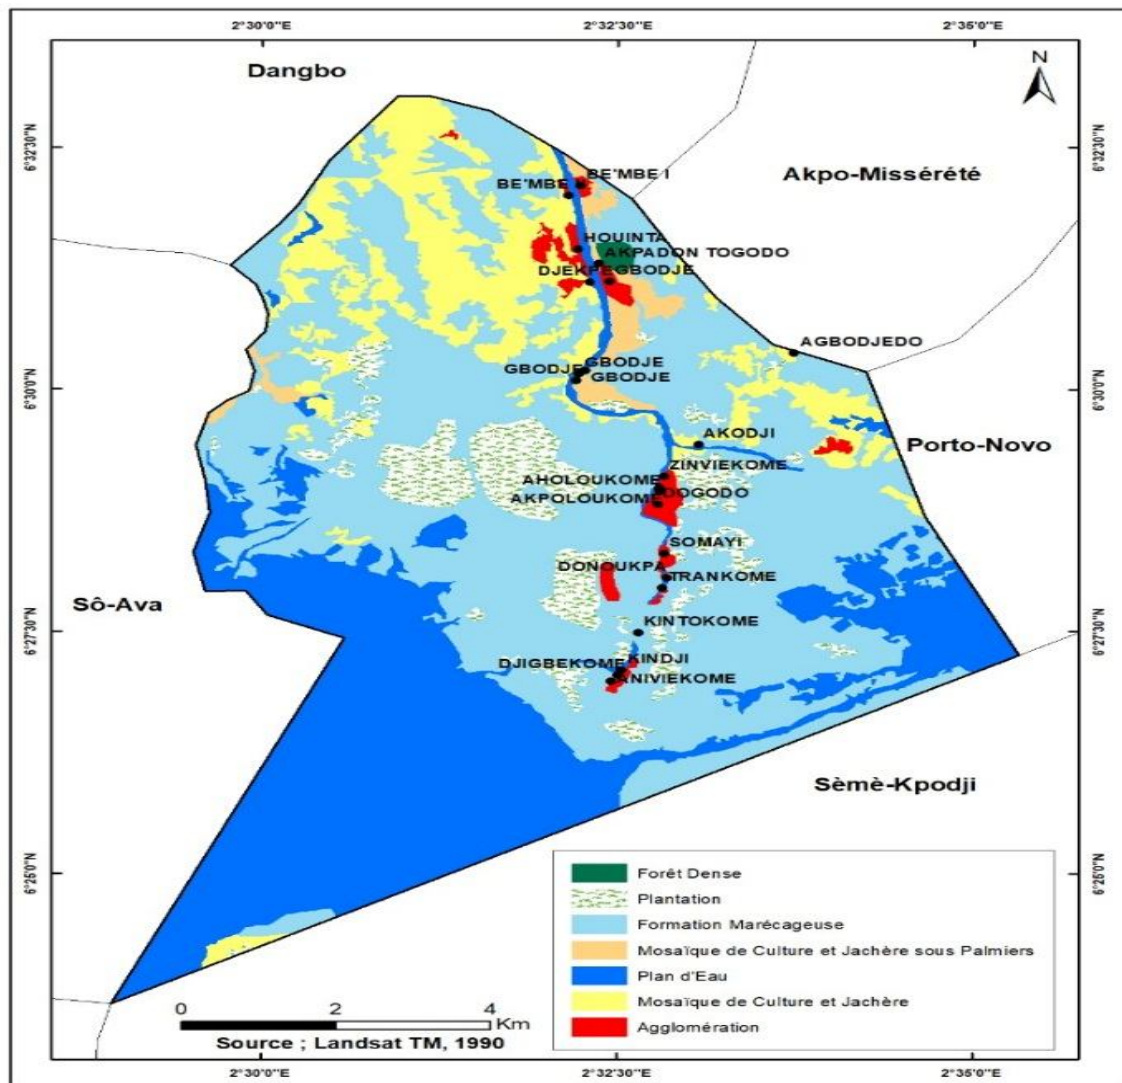 2°30'0"E
2°32'30"E
2°35'0"E
N
Dangbo
6°32'30"N
6°32'30"N
Akpo-Missérété
BE'MBE I
BE'MBE
HOUINTA
AKPADON TOGODO
DJEKPEGBODJE
AGBODJEDO
GBODJE
GBODJE
GBODJE
6°30'0"N
6°30'0"N
AKODJI
Porto-Novo
ZINVIEKOME
AHOLOUKOME
DOGODO
AKPOLOUKOME
SOMAYI
DONOUKPA
TRANKOME
Sô-Ava
KINTOKOME
6°27'30"N
6°27'30"N
KINDJI
DJIGBEKOME
ANIVIEKOME
Sèmè-Kpodji
6°25'0"N
6°25'0"N
Forêt Dense
Plantation
Formation Marécageuse
Mosaïque de Culture et Jachère sous Palmiers
Plan d'Eau
Mosaïque de Culture et Jachère
Agglomération
0 2 4
Km
Source ; Landsat TM, 1990
2°30'0"E
2°32'30"E
2°35'0"E